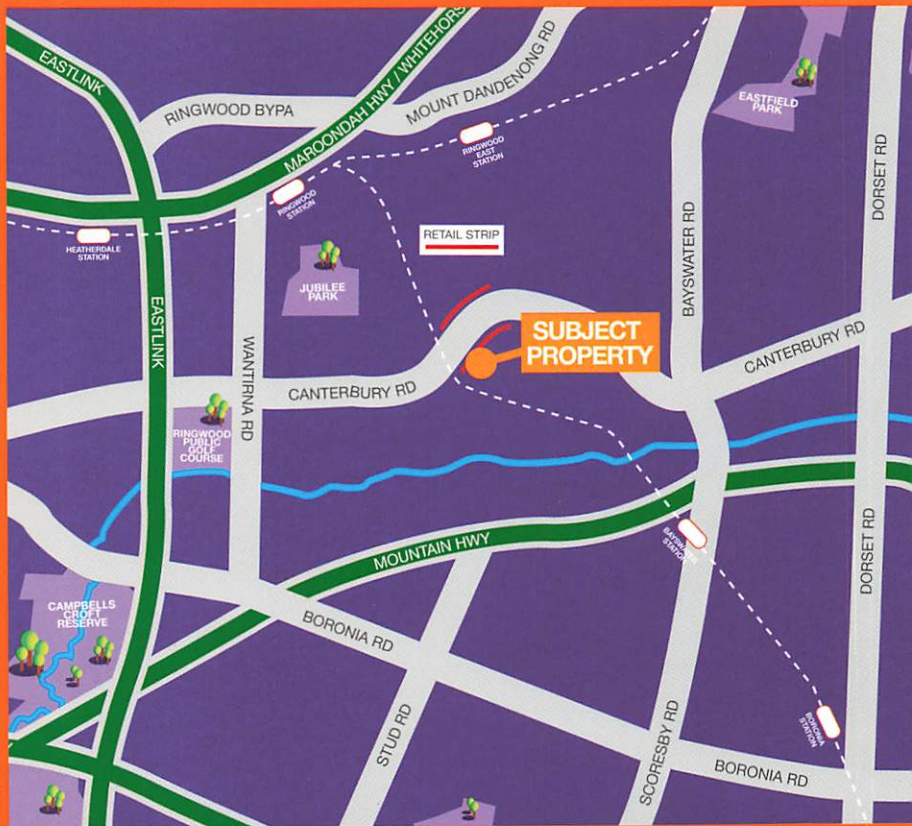 EASTLINK
RINGWOOD BYPA
MAROONDAH HWY / WHITEHORS
MOUNT DANDENONG RD
RINGWOOD
EAST
STATION
EASTFIELD
PARK
DORSET RD
RINGWOOD
STATION
HEATHERDALE
STATION
RETAIL STRIP
BAYSWATER RD
JUBILEE
PARK
EASTLINK
WANTIRNA RD
SUBJECT
PROPERTY
CANTERBURY RD
CANTERBURY RD
RINGWOOD
PUBLIC
GOLF
COURSE
MOUNTAIN HWY
BAYSWATER
STATION
DORSET RD
CAMPBELLS
CROFT
RESERVE
BORONIA RD
STUD RD
SCORESBY RD
BORONIA
STATION
BORONIA RD